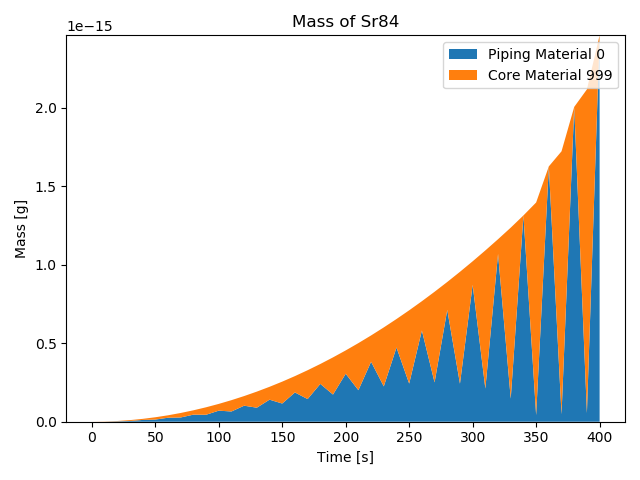 Mass of Sr84
1e−15
Piping Material 0
Core Material 999
2.0
1.5
1.0
0.5
0.0
Mass [g]
0 50 100 150 200 250 300 350 400
Time [s]